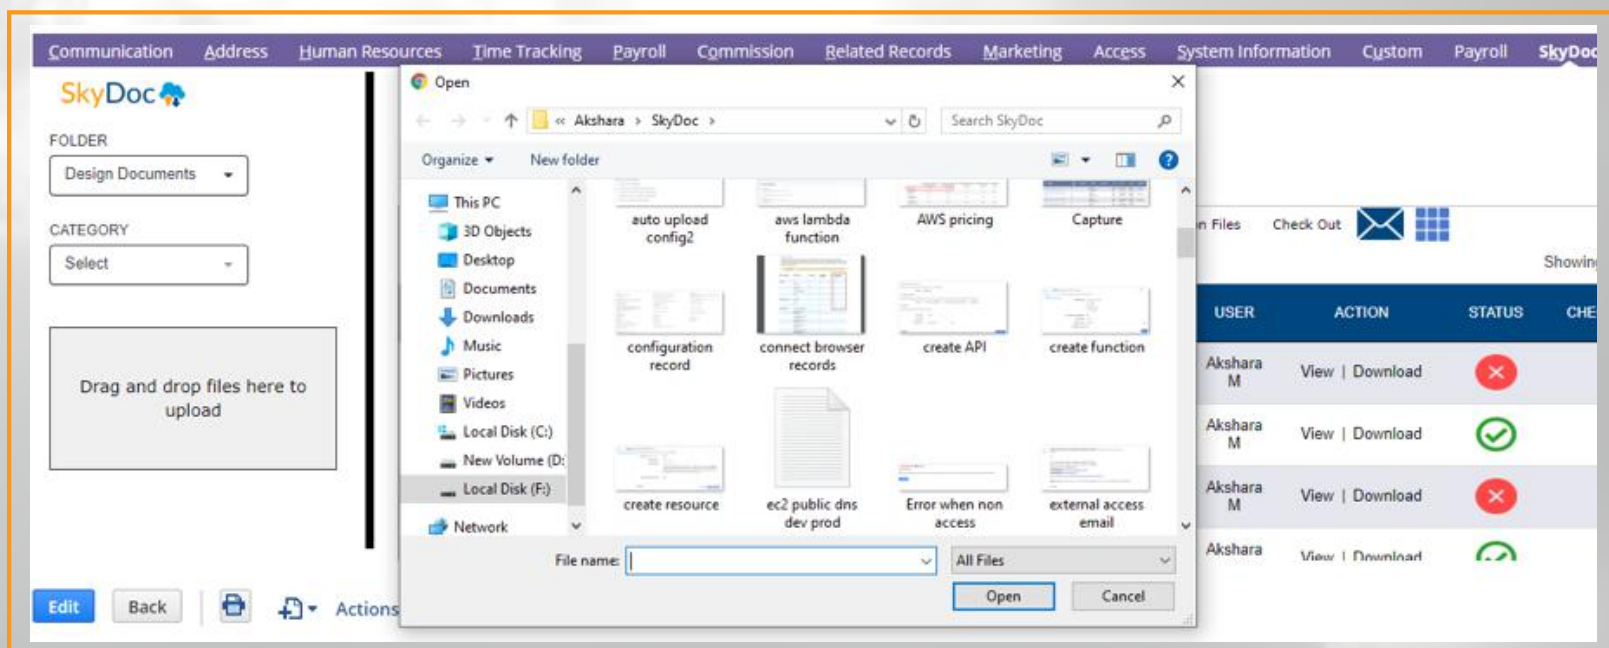 Communication Address Human Resources Time Tracking Payroll Commission Related Records Marketing Access System Information Custom Payroll SkyDoc
SkyDoc
FOLDER
Design Documents
CATEGORY
Select
Drag and drop files here to
upload
Edit Back Actions
Open
« Akshara › SkyDoc ›
Search SkyDoc
Organize New folder
This PC
3D Objects
Desktop
Documents
Downloads
Music
Pictures
Videos
Local Disk (C:)
New Volume (D:
Local Disk (F:)
Network
auto upload
config2
aws lambda
function
AWS pricing
Capture
configuration
record
connect browser
records
create API
create function
create resource
ec2 public dns
dev prod
Error when non
access
external access
email
File name:
All Files
Open Cancel
Files Check Out
Showing
USER ACTION STATUS CHE
Akshara
M
View | Download
Akshara
M
View | Download
Akshara
M
View | Download
Akshara
View | Download